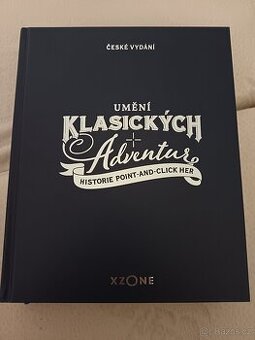 ČESKÉ VYDÁNÍ
UMĚNÍ
KLASICKÝCH
Adventur
HISTORIE POINT-AND-CLICK HER
XZONE